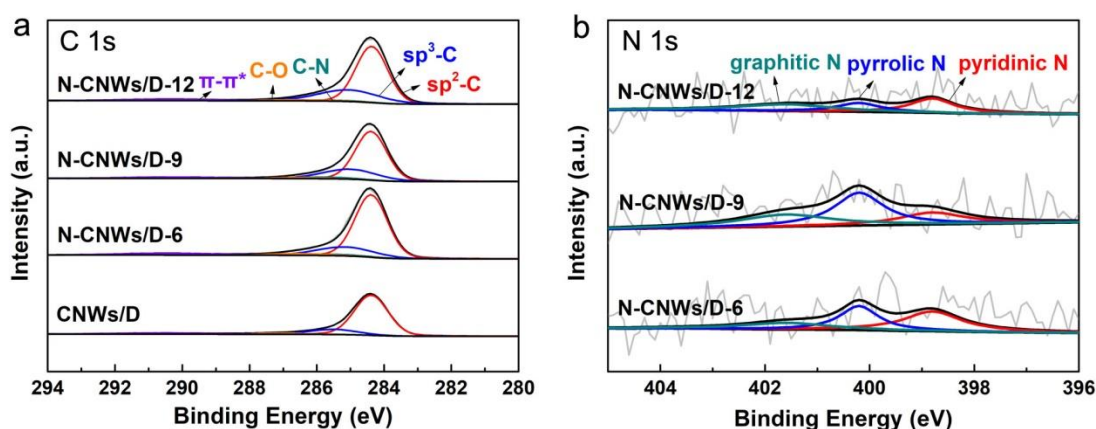 a
C 1s
N-CNWs/D-12
π-π*
C-O
C-N
sp³-C
sp²-C
N-CNWs/D-9
N-CNWs/D-6
CNWs/D
Intensity (a.u.)
294 292 290 288 286 284 282 280
Binding Energy (eV)
b
N 1s
N-CNWs/D-12
graphitic N
pyrrolic N
pyridinic N
N-CNWs/D-9
N-CNWs/D-6
Intensity (a.u.)
404 402 400 398 396
Binding Energy (eV)